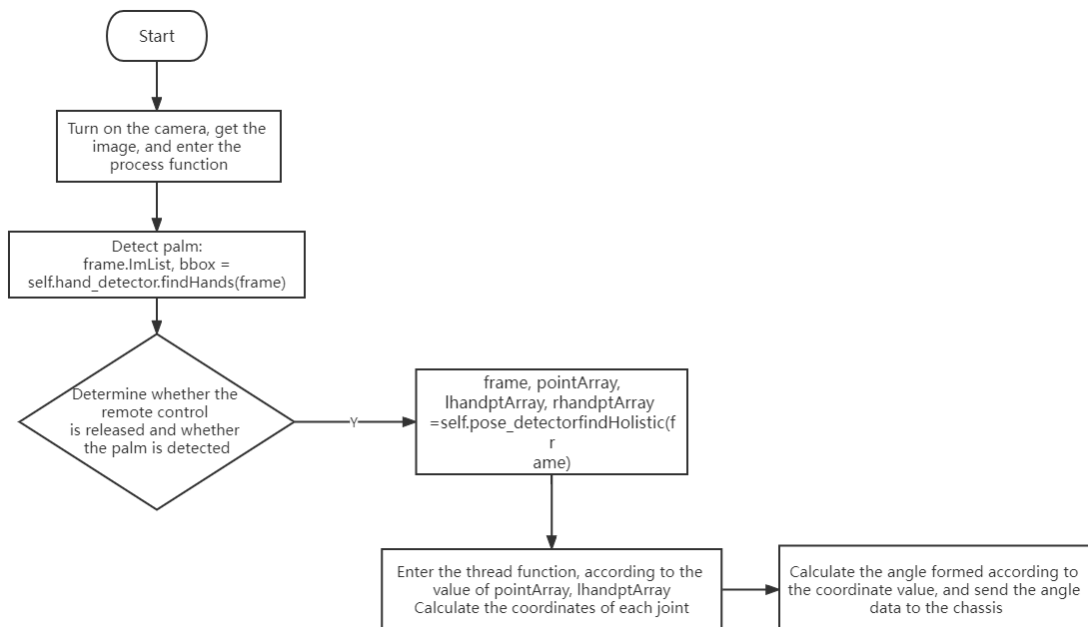 Start
Turn on the camera, get the
image, and enter the
process function
Detect palm:
frame.ImList, bbox =
self.hand_detector.findHands(frame)
Determine whether the
remote control
is released and whether
the palm is detected
Y
frame, pointArray,
lhandptArray, rhandptArray
=self.pose_detectorfindHolistic(f
r
ame)
Enter the thread function, according to the
value of pointArray, lhandptArray
Calculate the coordinates of each joint
Calculate the angle formed according to
the coordinate value, and send the angle
data to the chassis